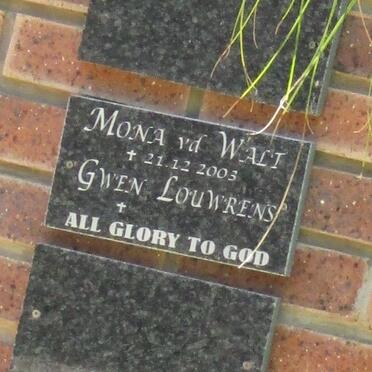 MONA vd WALT
✝ 21.12.2003
GWEN LOUWRENS
✝
ALL GLORY TO GOD